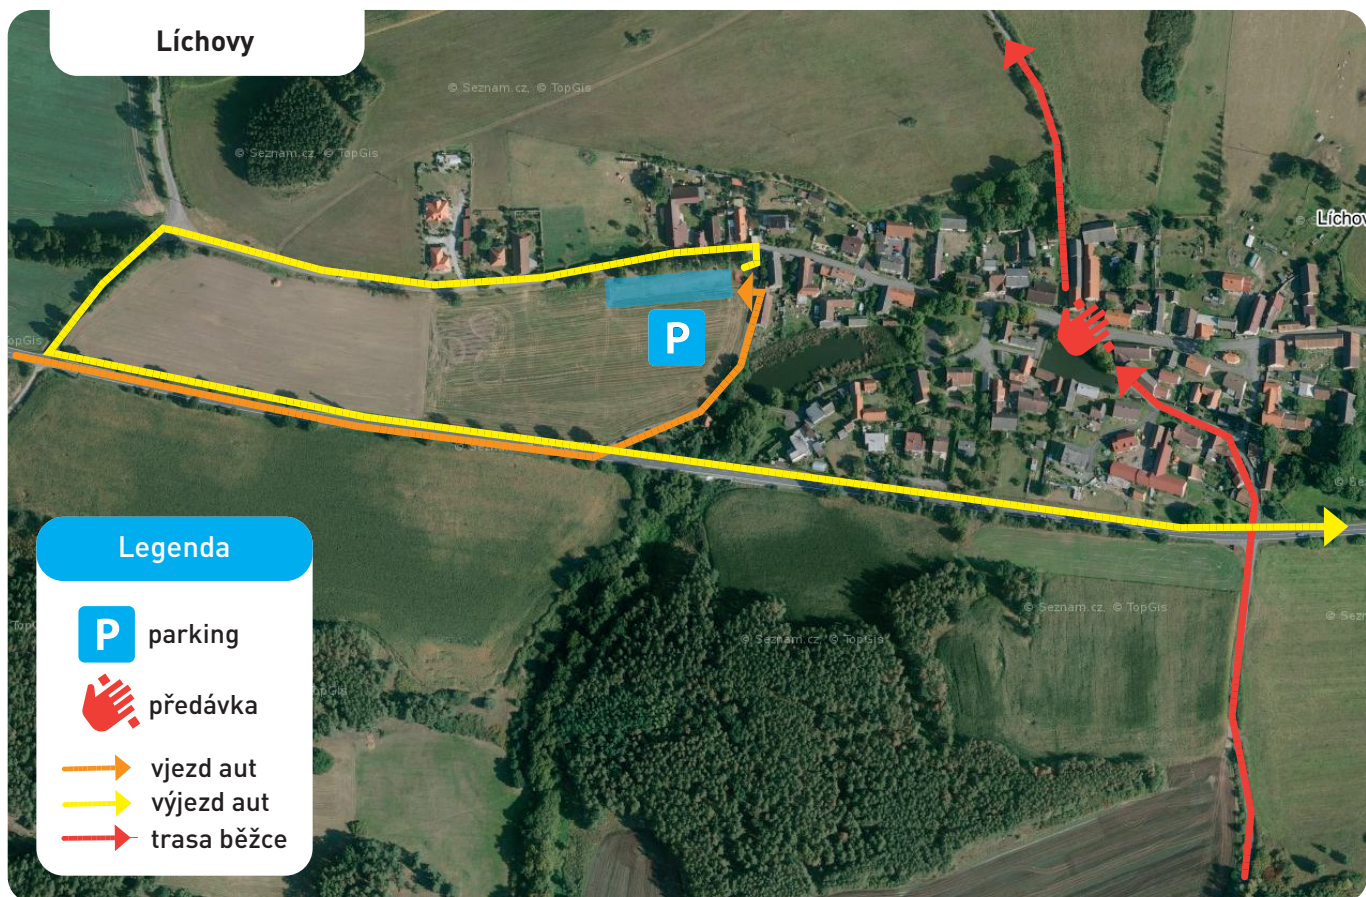 Líchovy
© Seznam.cz, © TopGis
© Seznam.cz, © TopGis
Líchov
TopGis
P
© Seznam.cz, © TopGis
© Seznam.cz, © TopGis
Legenda
P parking
předávka
vjezd aut
výjezd aut
trasa běžce